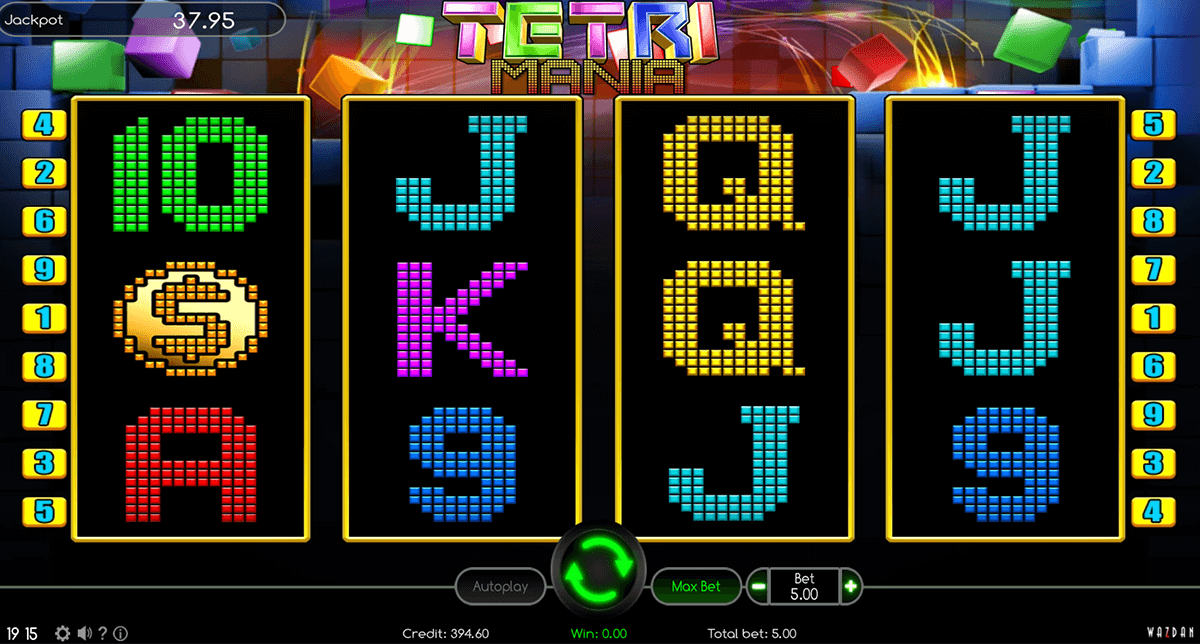 Jackpot 37.95
TETRI
MANIA
4 10 J Q J 5
2 2
6 8
9 7
1 $ K Q J 1
8 6
7 9
3 A 9 J 9 3
5 4
Autoplay Max Bet - Bet +
5.00
19 15 ? i Credit: 394.60 Win: 0.00 Total bet: 5.00 WAZDAN